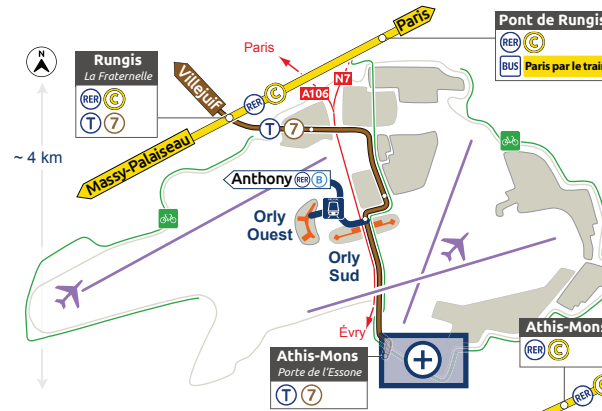 Paris
Pont de Rungis
RER C
BUS Paris par le train
Paris
N7
A106
N
Rungis
La Fraternelle
RER C
T 7
Villejuif
RER C
T 7
Massy-Palaiseau
~ 4 km
Anthony RER B
Orly
Ouest
Orly
Sud
Évry
Athis-Mons
Porte de l'Essone
T 7
Athis-Mons
RER C
RER C